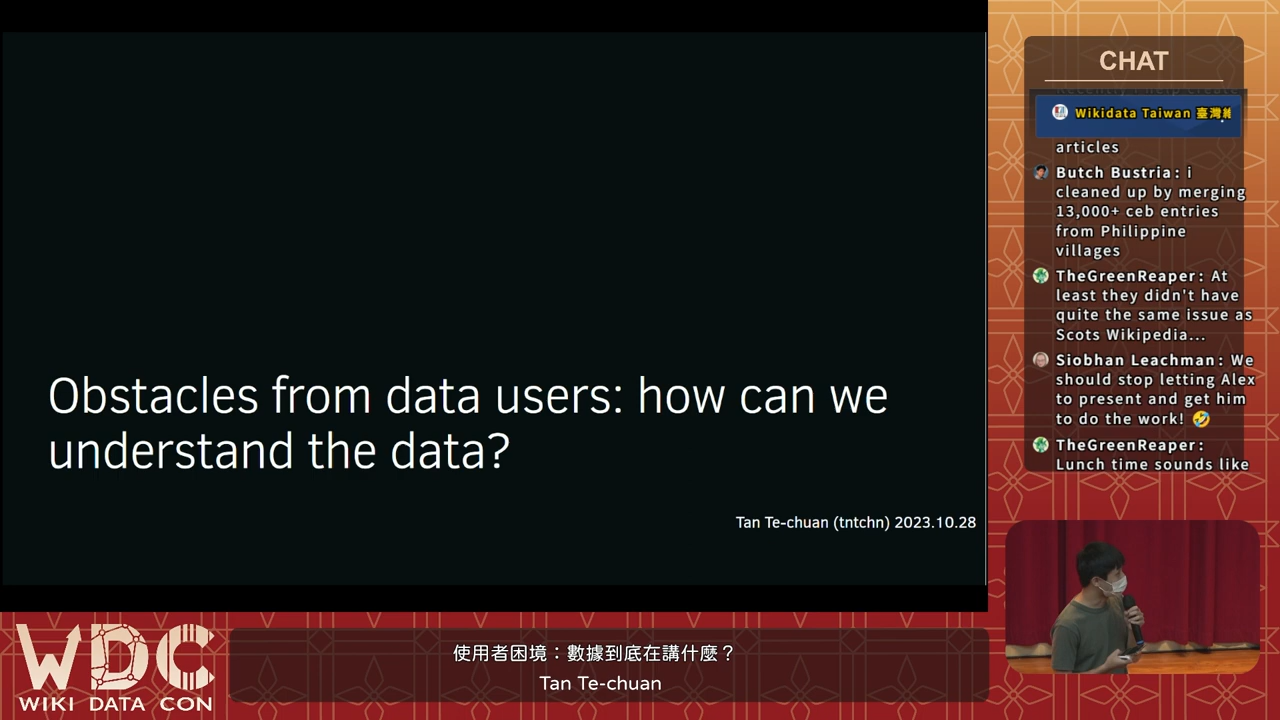 Obstacles from data users: how can we
understand the data?
Tan Te-chuan (tntchn) 2023.10.28
CHAT
Wikidata Taiwan 臺灣維
articles
Butch Bustria: i
cleaned up by merging
13,000+ ceb entries
from Philippine
villages
TheGreenReaper: At
least they didn't have
quite the same issue as
Scots Wikipedia...
Siobhan Leachman: We
should stop letting Alex
to present and get him
to do the work! 🤣
TheGreenReaper:
Lunch time sounds like
WDC
WIKI DATA CON
使用者困境：數據到底在講什麼？
Tan Te-chuan